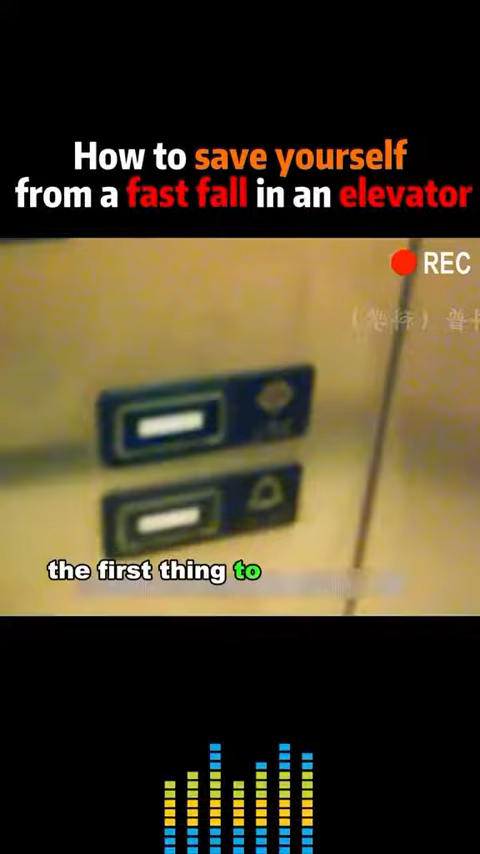 How to save yourself
from a fast fall in an elevator
REC
the first thing to